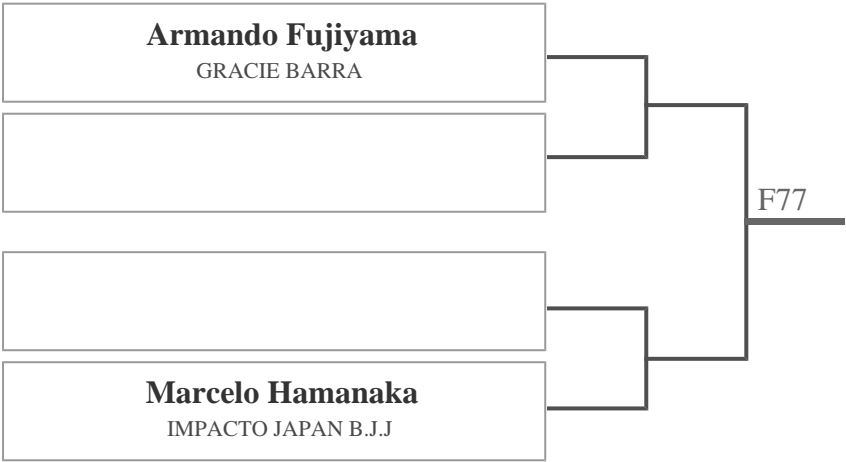 Armando Fujiyama
GRACIE BARRA
F77
Marcelo Hamanaka
IMPACTO JAPAN B.J.J